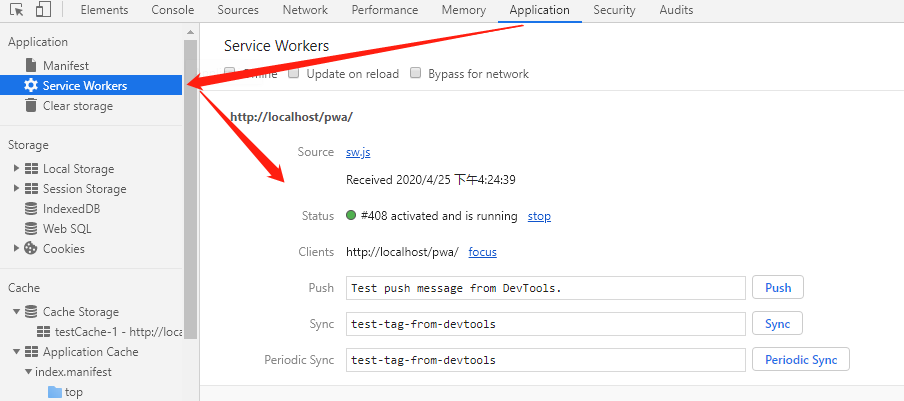 Elements Console Sources Network Performance Memory Application Security Audits
Application
Manifest
Service Workers
Clear storage
Storage
Local Storage
Session Storage
IndexedDB
Web SQL
Cookies
Cache
Cache Storage
testCache-1 - http://loca
Application Cache
index.manifest
top
Service Workers
Offline Update on reload Bypass for network
http://localhost/pwa/
Source sw.js
Received 2020/4/25 下午4:24:39
Status #408 activated and is running stop
Clients http://localhost/pwa/ focus
Push Test push message from DevTools. Push
Sync test-tag-from-devtools Sync
Periodic Sync test-tag-from-devtools Periodic Sync